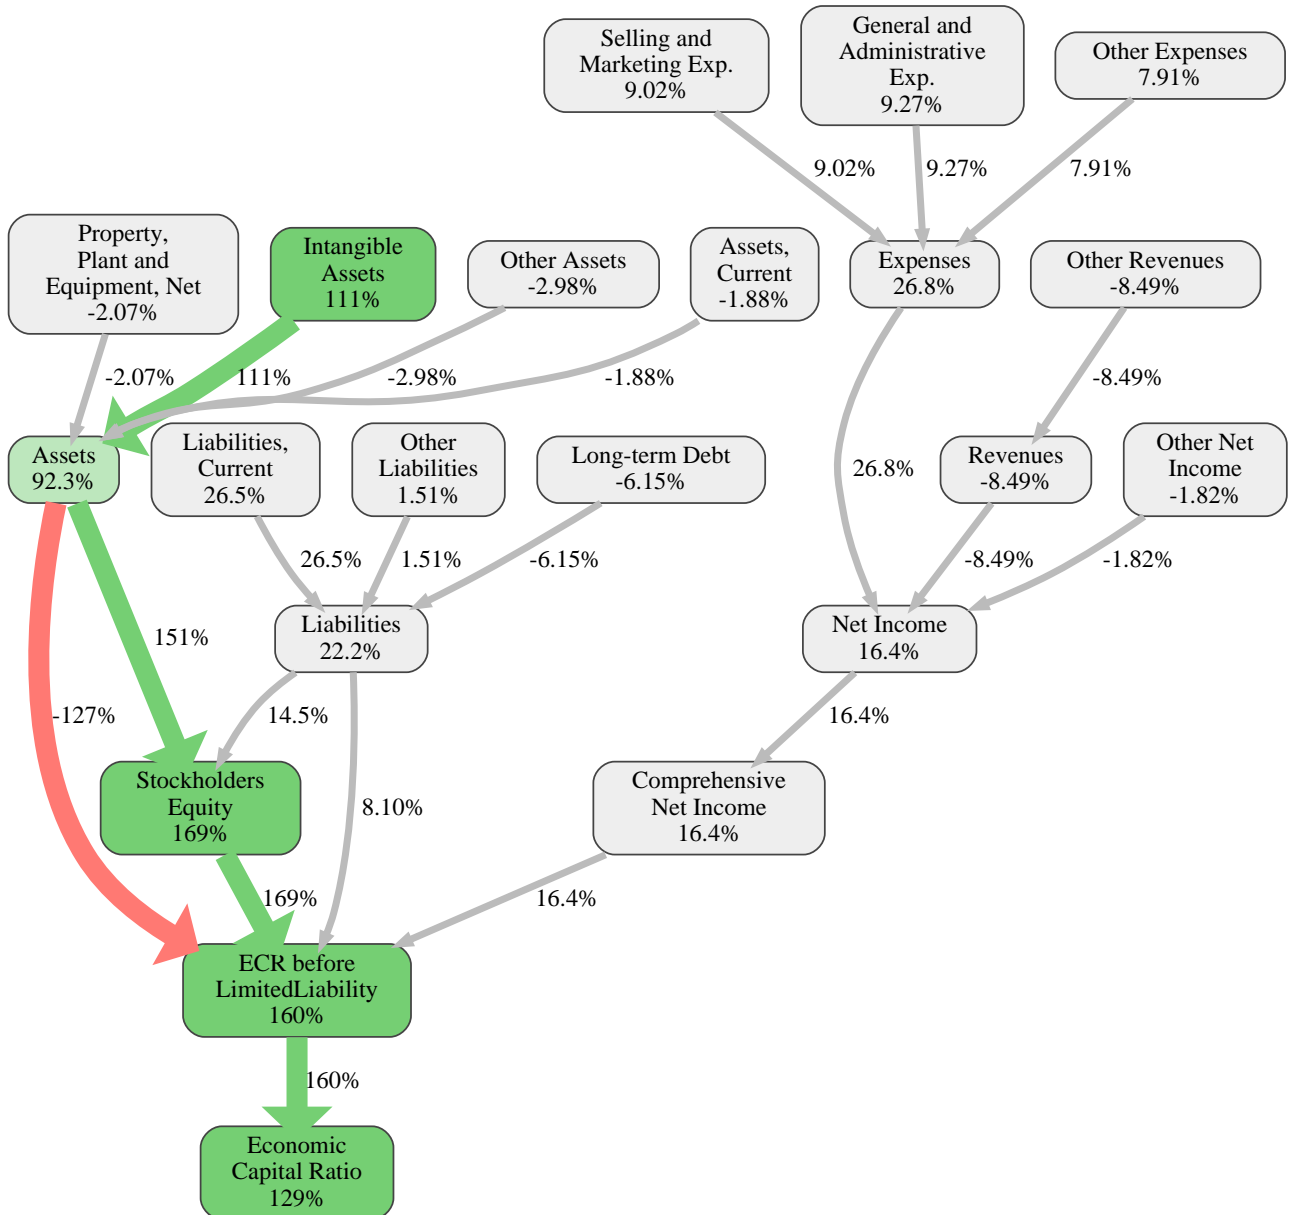 Selling and
Marketing Exp.
9.02%
General and
Administrative
Exp.
9.27%
Other Expenses
7.91%
9.02%
9.27%
7.91%
Property,
Plant and
Equipment, Net
-2.07%
Intangible
Assets
111%
Other Assets
-2.98%
Assets,
Current
-1.88%
Expenses
26.8%
Other Revenues
-8.49%
-2.07%
111%
-2.98%
-1.88%
-8.49%
Assets
92.3%
Liabilities,
Current
26.5%
Other
Liabilities
1.51%
Long-term Debt
-6.15%
26.8%
Revenues
-8.49%
Other Net
Income
-1.82%
26.5%
1.51%
-6.15%
-8.49%
-1.82%
151%
Liabilities
22.2%
Net Income
16.4%
-127%
14.5%
16.4%
Stockholders
Equity
169%
8.10%
Comprehensive
Net Income
16.4%
169%
16.4%
ECR before
LimitedLiability
160%
160%
Economic
Capital Ratio
129%